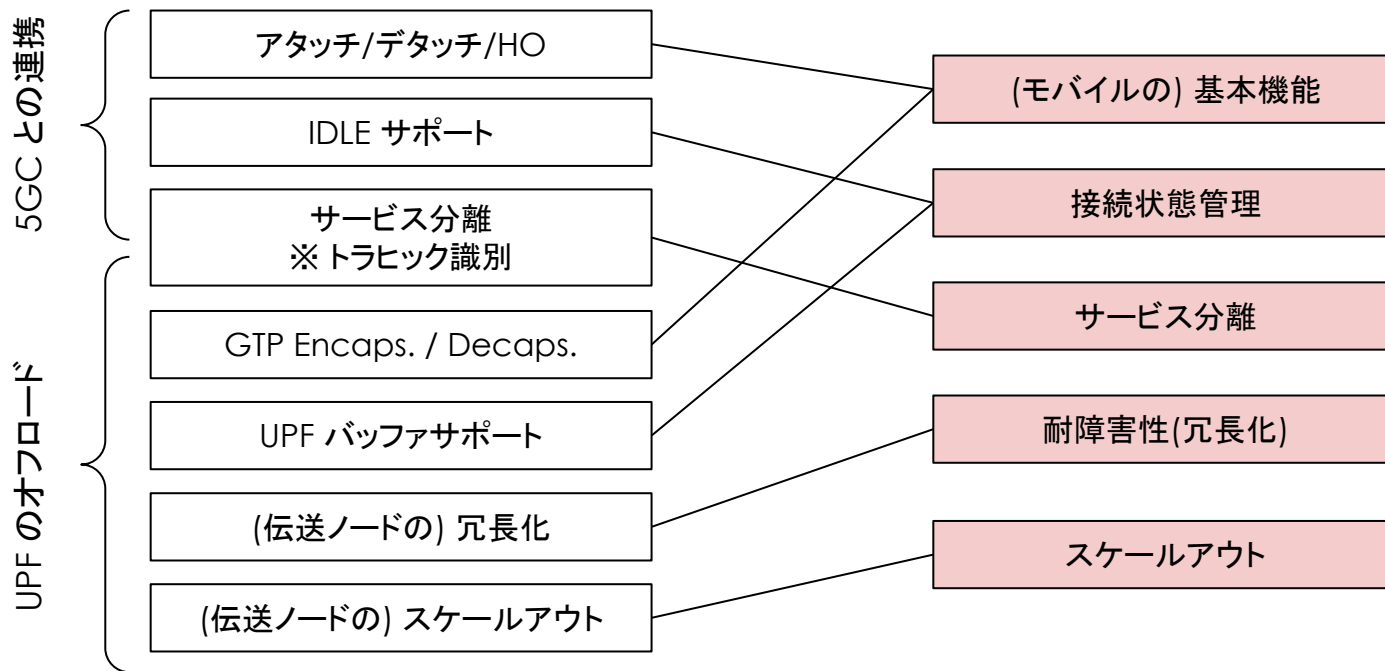 5GC との連携
アタッチ/デタッチ/HO
IDLE サポート
サービス分離
※ トラヒック識別
UPF のオフロード
GTP Encaps. / Decaps.
UPF バッファサポート
(伝送ノードの) 冗長化
(伝送ノードの) スケールアウト
(モバイルの) 基本機能
接続状態管理
サービス分離
耐障害性(冗長化)
スケールアウト